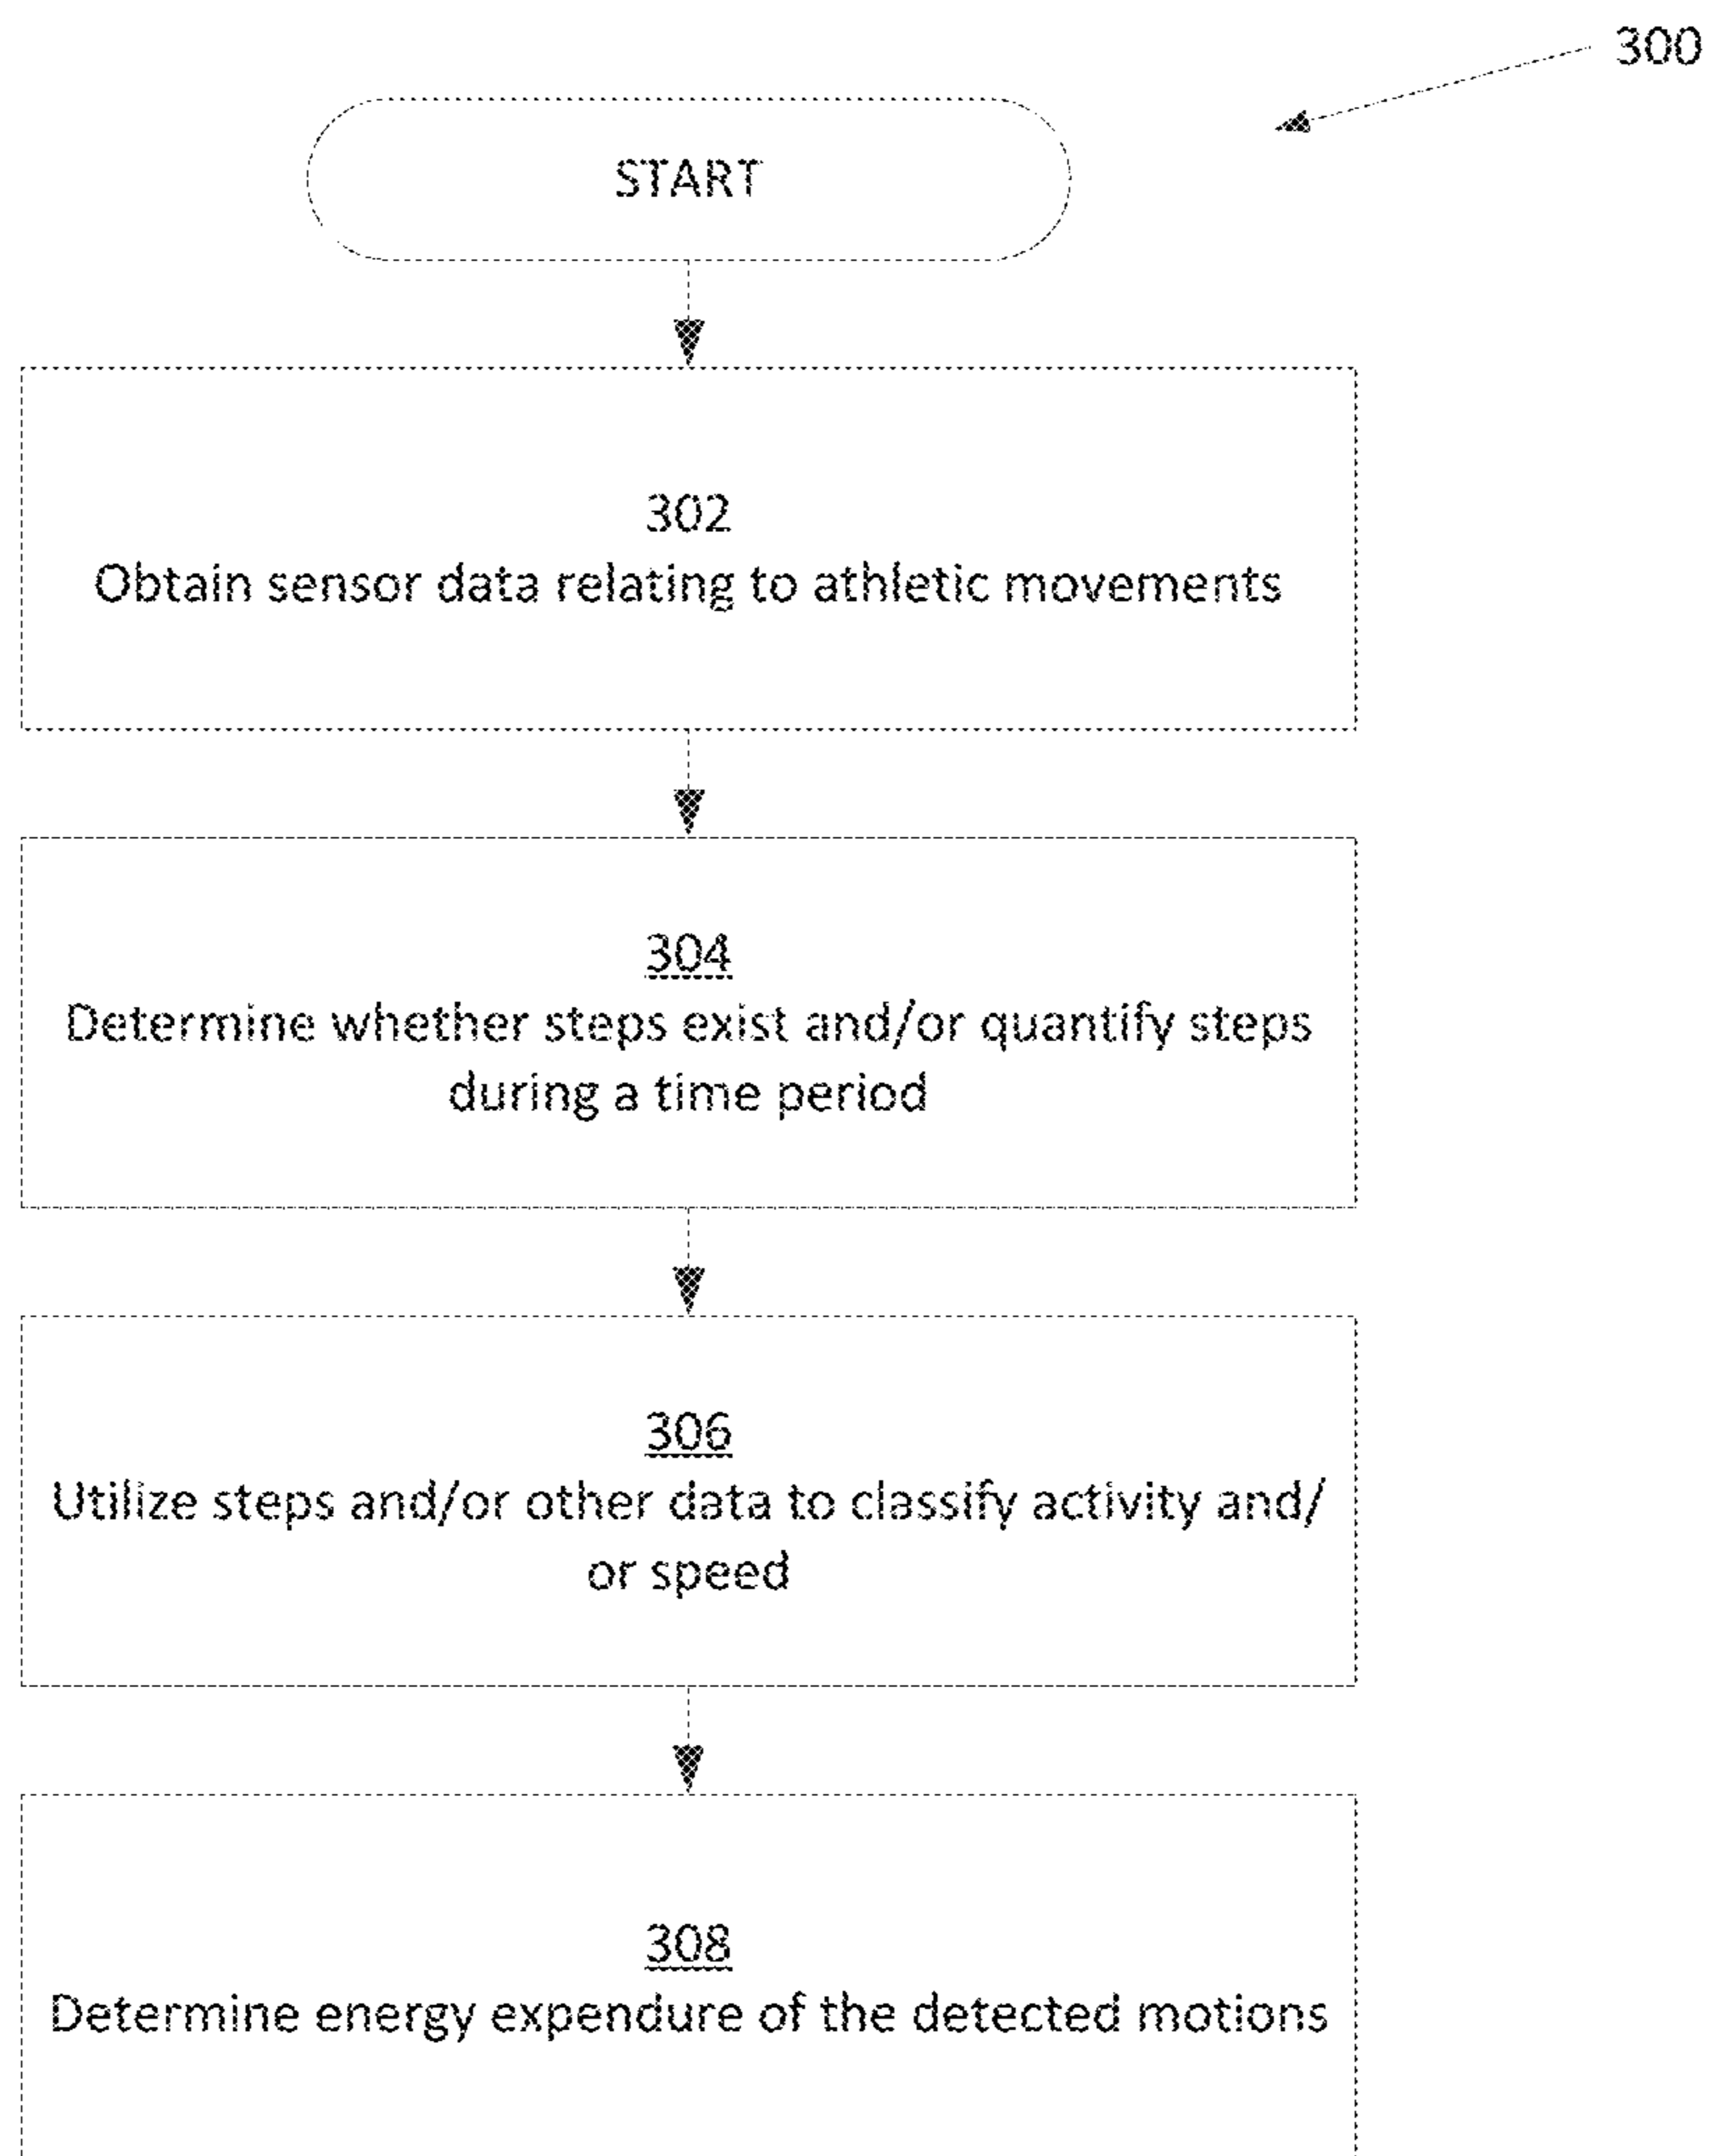 300
START
302
Obtain sensor data relating to athletic movements
304
Determine whether steps exist and/or quantify steps
during a time period
306
Utilize steps and/or other data to classify activity and/
or speed
308
Determine energy expendure of the detected motions